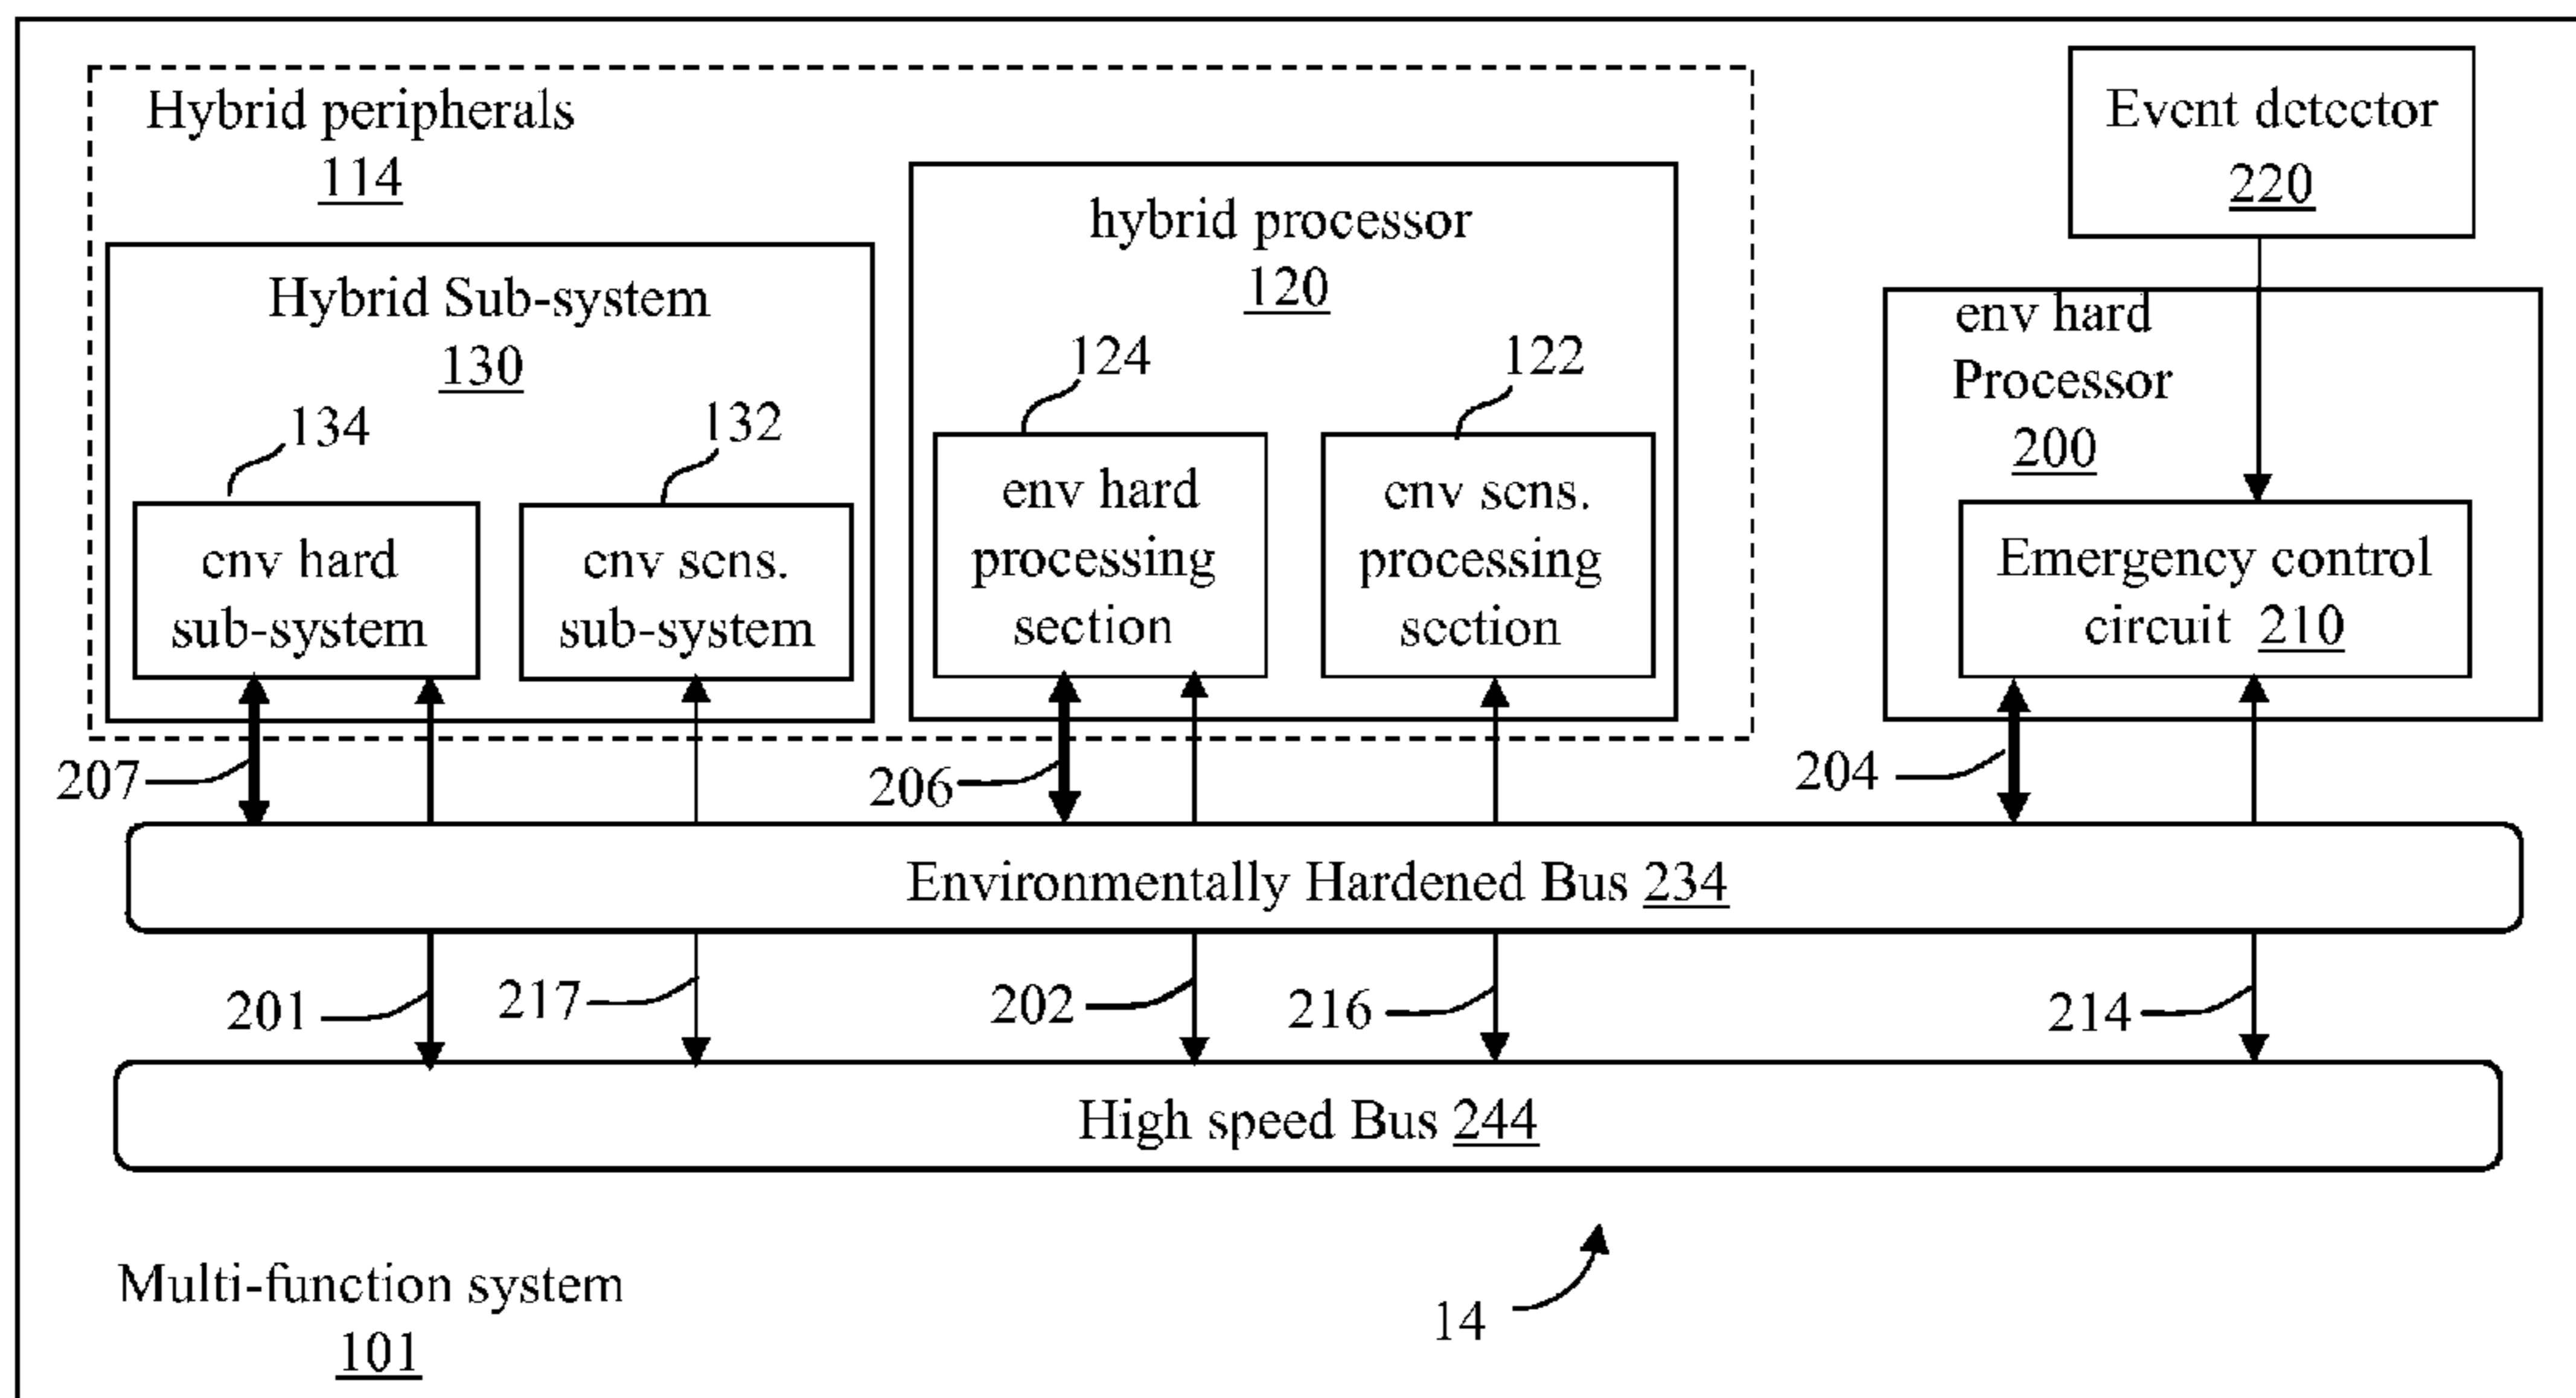 Hybrid peripherals
114
Event detector
220
hybrid processor
120
Hybrid Sub-system
130
env hard
Processor
200
124
122
134
132
env hard
sub-system
env sens.
sub-system
env hard
processing
section
env sens.
processing
section
Emergency control
circuit 210
207
206
204
Environmentally Hardened Bus 234
201
217
202
216
214
High speed Bus 244
Multi-function system
101
14